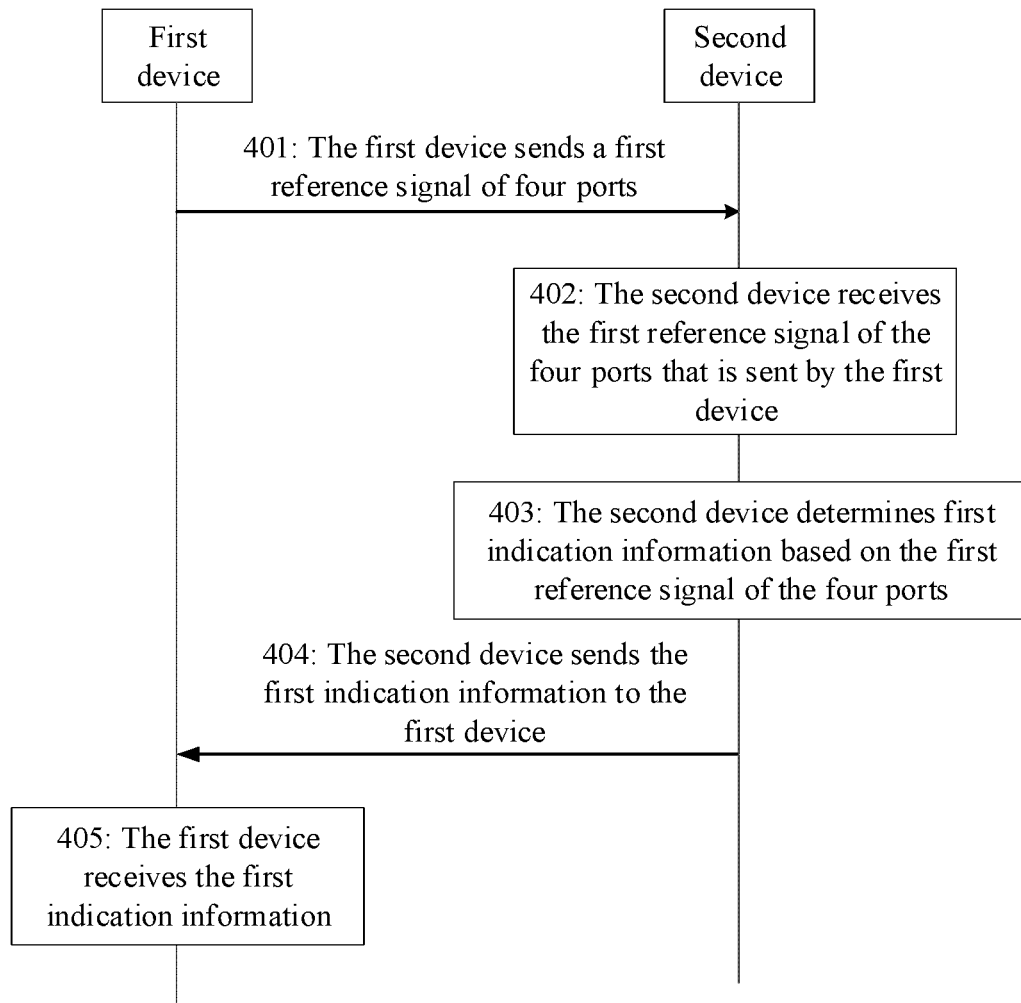 First
device
Second
device
401: The first device sends a first
reference signal of four ports
402: The second device receives
the first reference signal of the
four ports that is sent by the first
device
403: The second device determines first
indication information based on the first
reference signal of the four ports
404: The second device sends the
first indication information to the
first device
405: The first device
receives the first
indication information